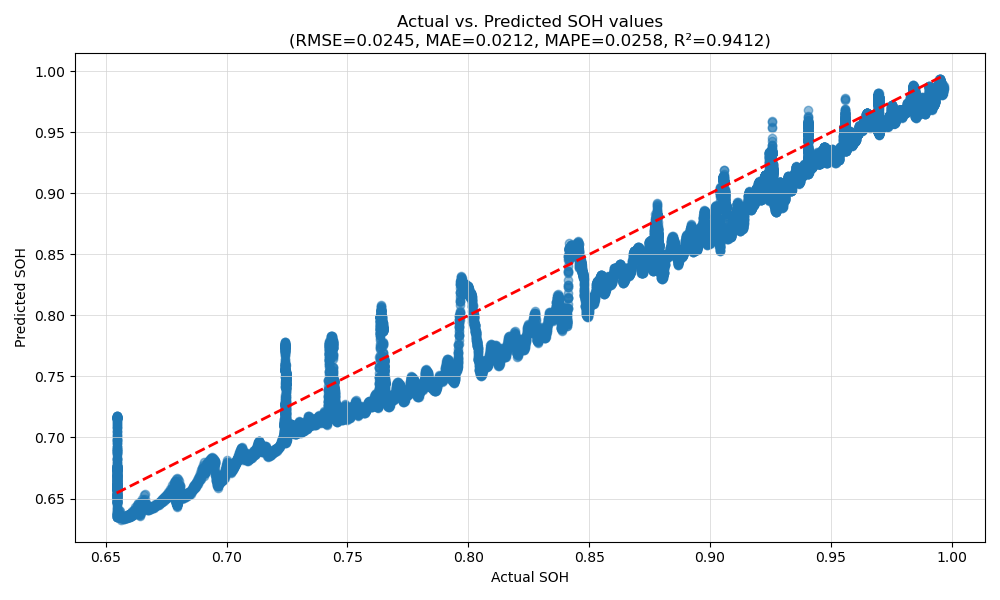 Actual vs. Predicted SOH values
(RMSE=0.0245, MAE=0.0212, MAPE=0.0258, R²=0.9412)
Predicted SOH
1.00
0.95
0.90
0.85
0.80
0.75
0.70
0.65
0.65 0.70 0.75 0.80 0.85 0.90 0.95 1.00
Actual SOH